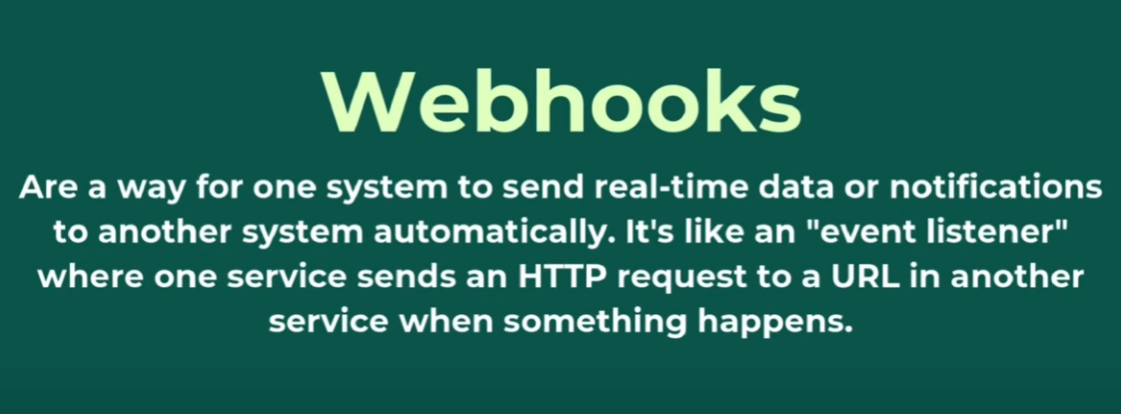 Webhooks
Are a way for one system to send real-time data or notifications
to another system automatically. It's like an "event listener"
where one service sends an HTTP request to a URL in another
service when something happens.